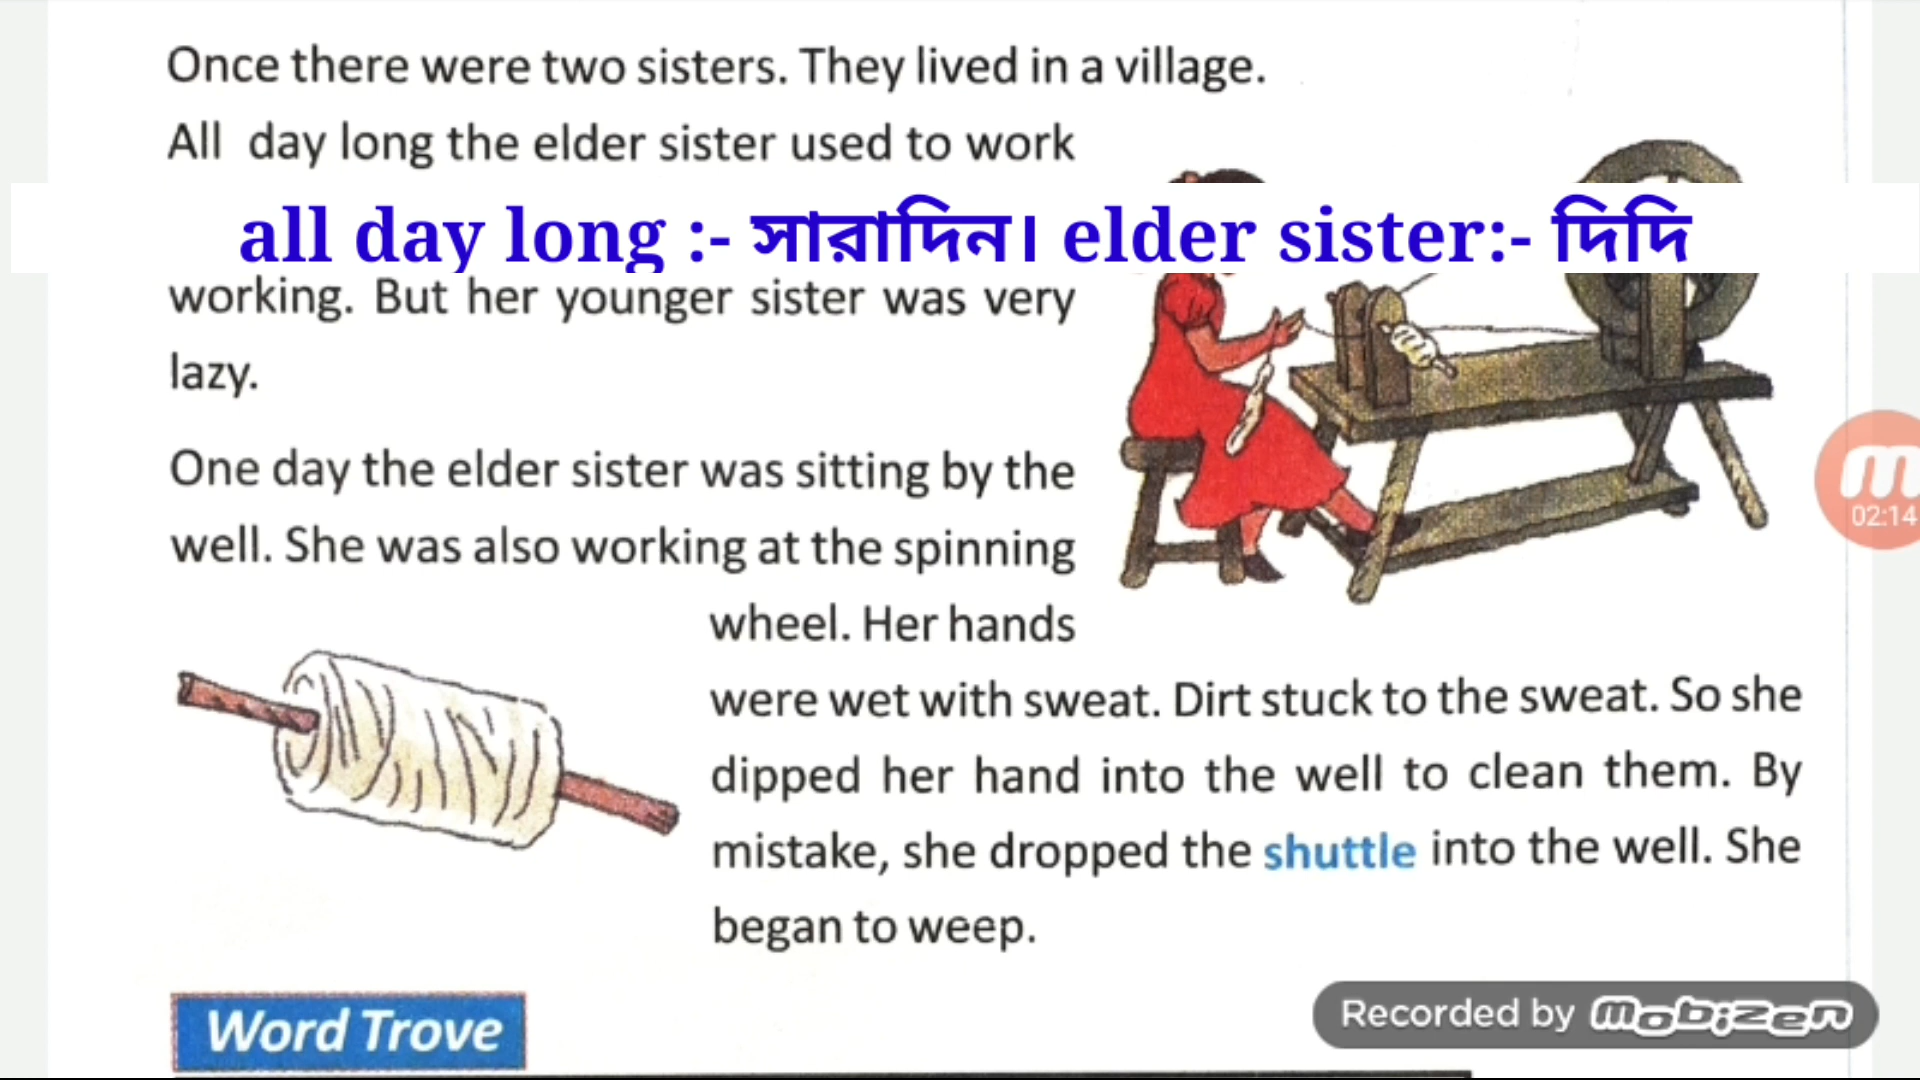 Once there were two sisters. They lived in a village.
All day long the elder sister used to work
all day long :- সারাদিন। elder sister:- দিদি
working. But her younger sister was very
lazy.
One day the elder sister was sitting by the
well. She was also working at the spinning
wheel. Her hands
were wet with sweat. Dirt stuck to the sweat. So she
dipped her hand into the well to clean them. By
mistake, she dropped the shuttle into the well. She
began to weep.
Word Trove
02:14
Recorded by mobizen